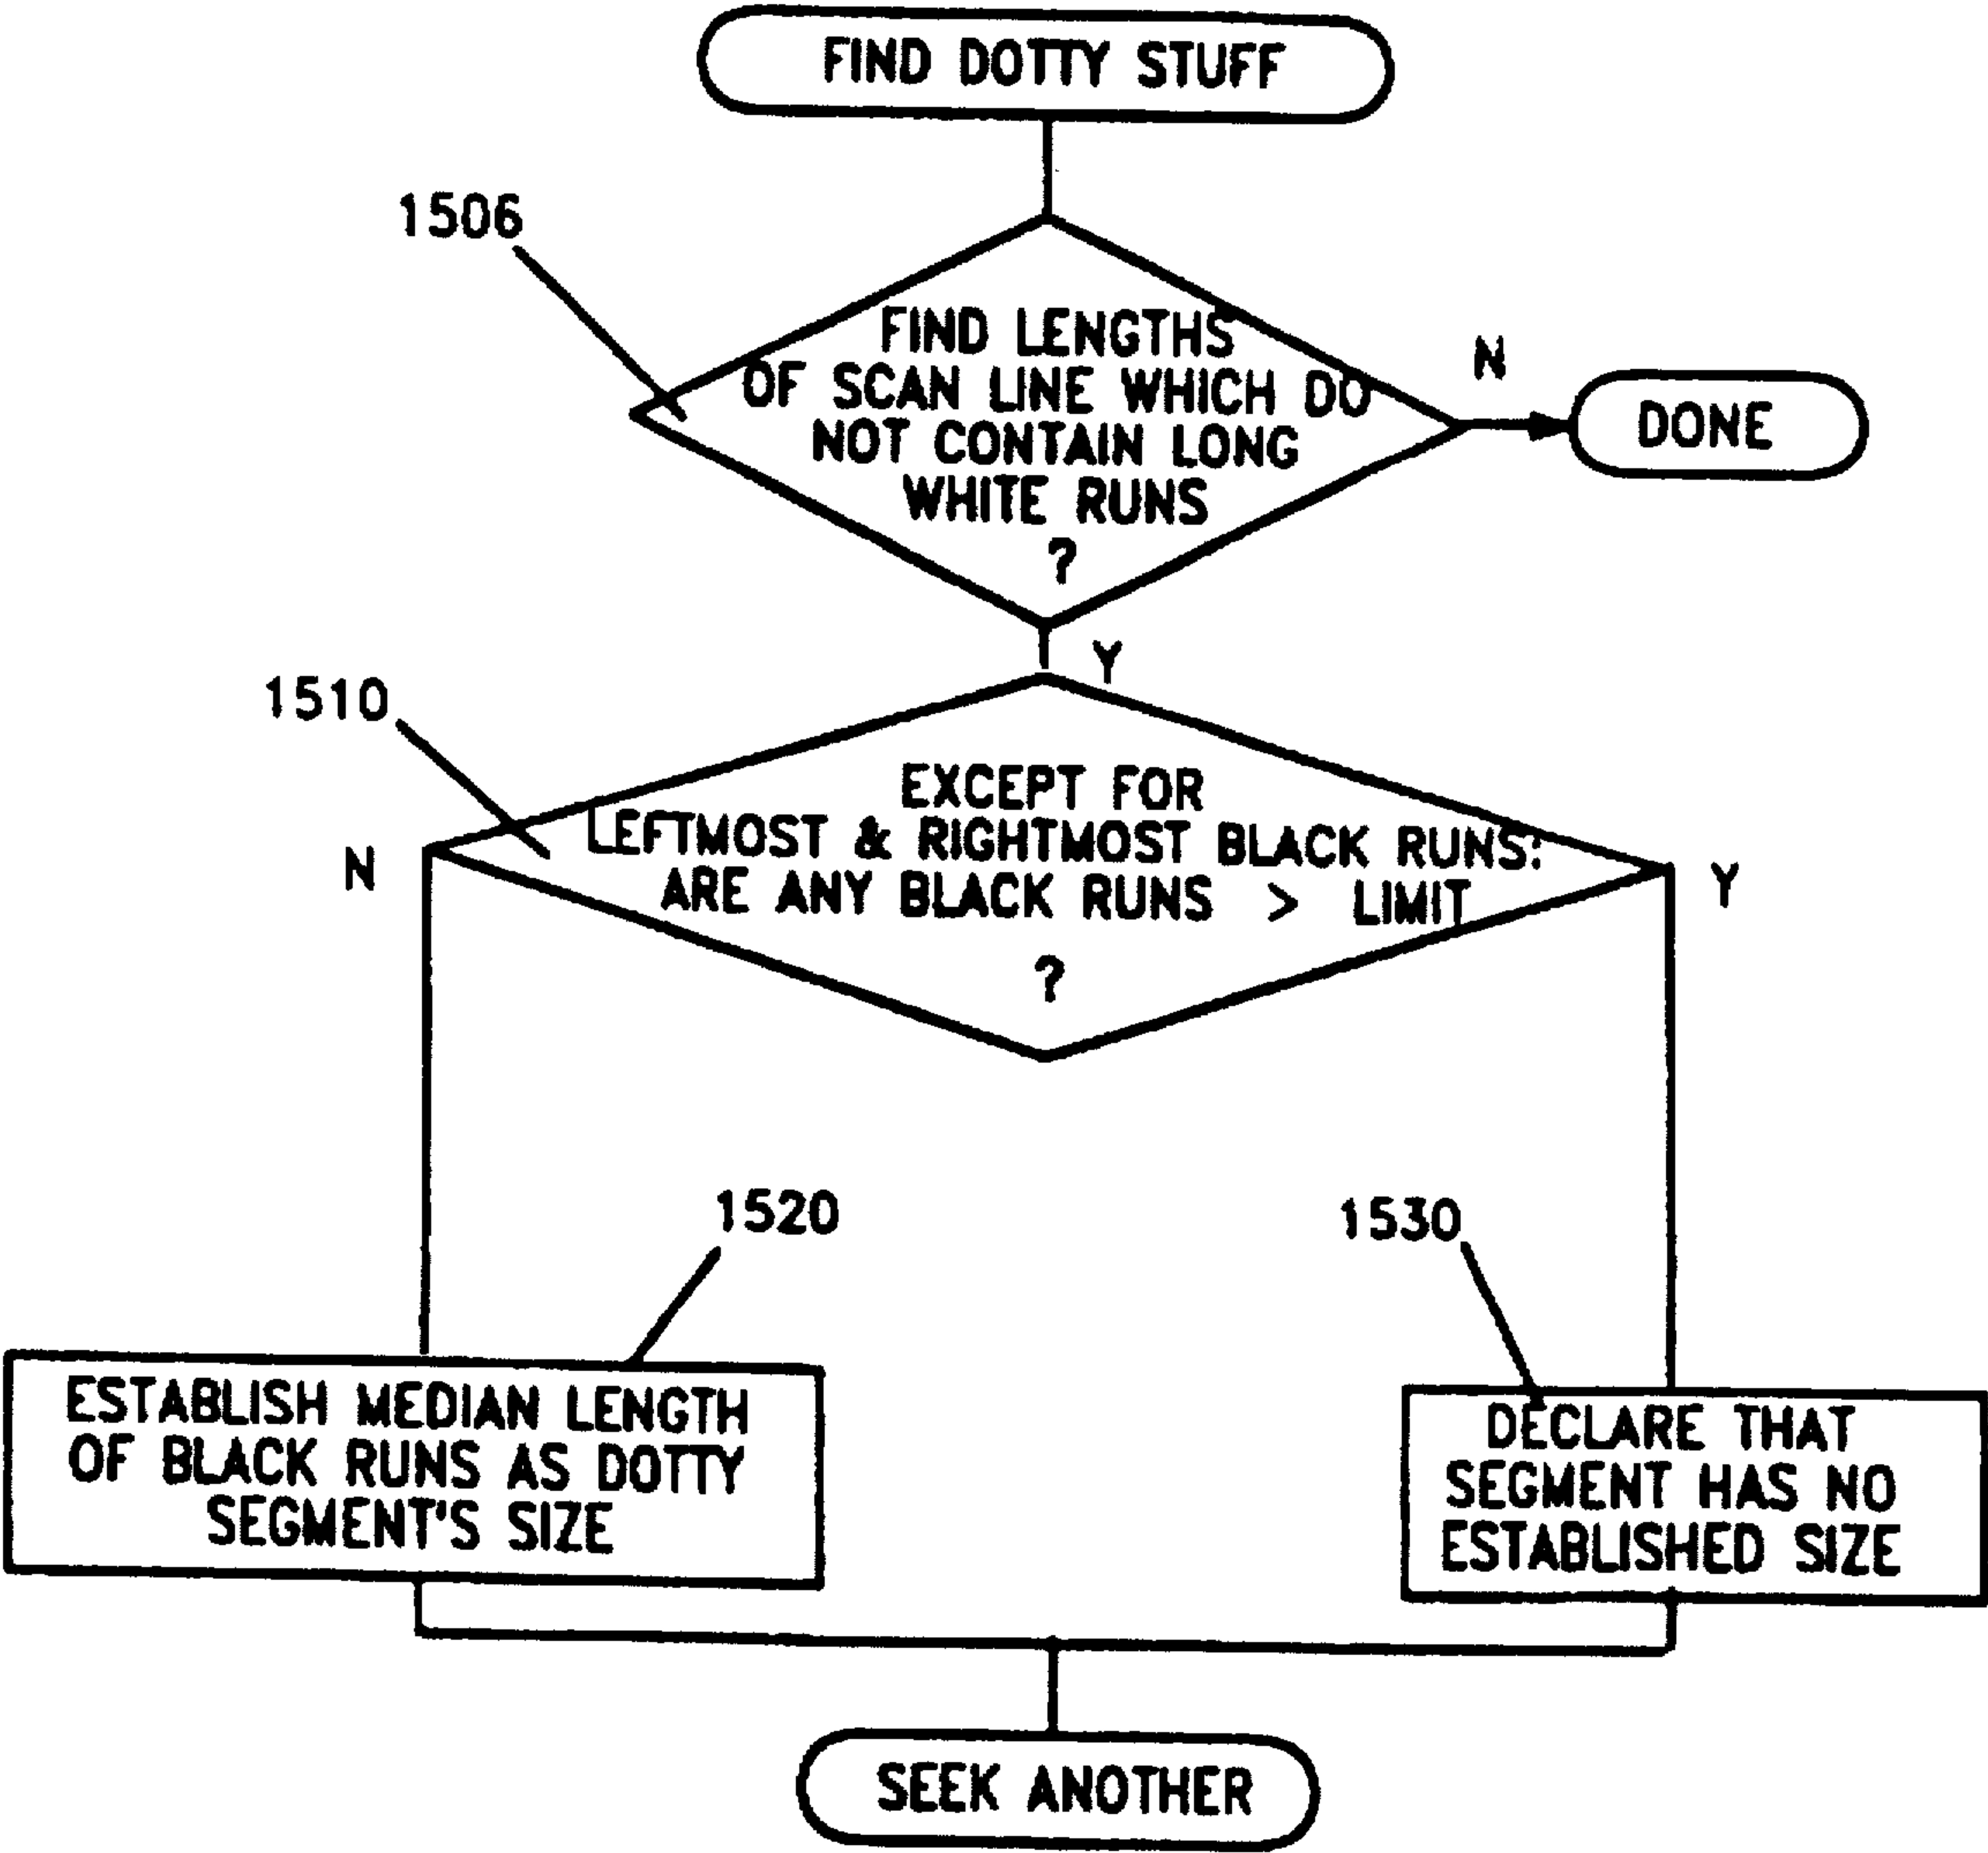 FIND DOTTY STUFF
1506
FIND LENGTHS
OF SCAN LINE WHICH DO
NOT CONTAIN LONG
WHITE RUNS
?
N
DONE
Y
1510
EXCEPT FOR
LEFTMOST & RIGHTMOST BLACK RUNS:
ARE ANY BLACK RUNS > LIMIT
?
N
Y
1520
1530
ESTABLISH MEDIAN LENGTH
OF BLACK RUNS AS DOTTY
SEGMENT'S SIZE
DECLARE THAT
SEGMENT HAS NO
ESTABLISHED SIZE
SEEK ANOTHER